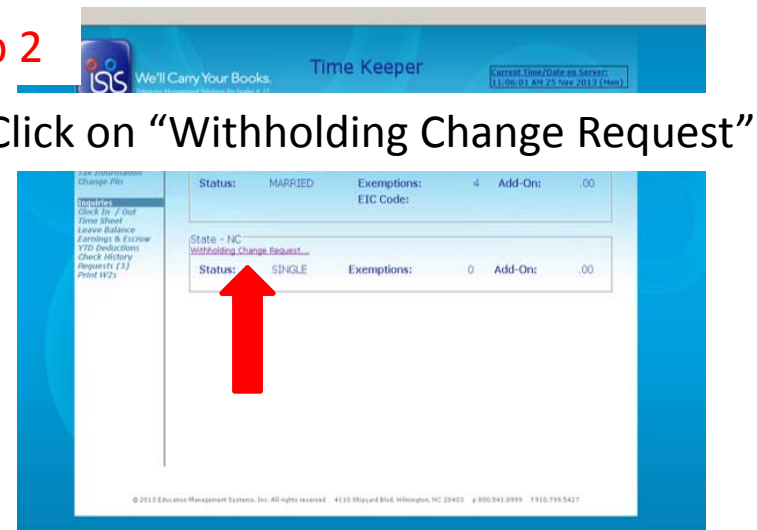 p 2
isis We'll Carry Your Books.
Time Keeper
Current Time/Date on Server:
11:06:01 AM 25 Nov 2013 (Mon)
Click on “Withholding Change Request”
Tax Information
Change Pin
Inquiries
Clock In / Out
Time Sheet
Leave Balance
Earnings & Escrow
YTD Deductions
Check History
Requests (3)
Print W2s
Status: MARRIED Exemptions: 4 Add-On: .00
EIC Code:
State - NC
Withholding Change Request...
Status: SINGLE Exemptions: 0 Add-On: .00
© 2013 Education Management Systems, Inc. All rights reserved 4110 Shipyard Blvd. Wilmington, NC 28403 p 800.541.8999 f 910.799.5427